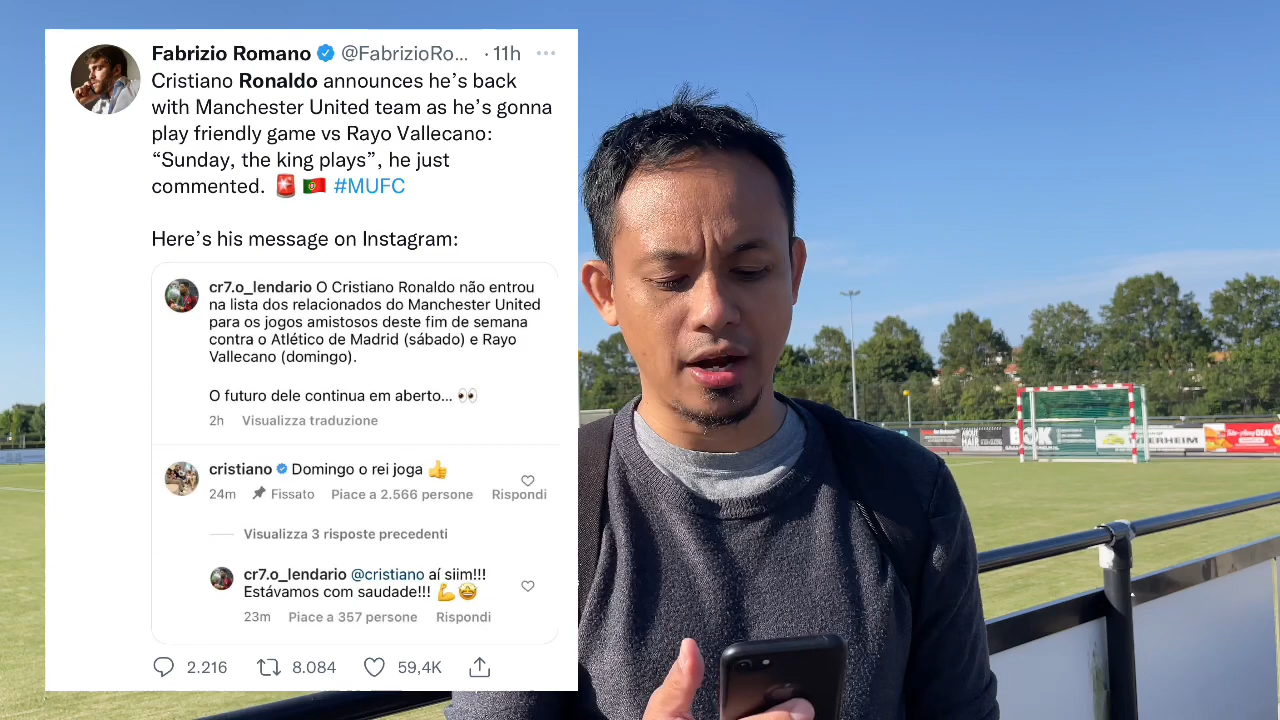 Fabrizio Romano @FabrizioRo... · 11h
Cristiano Ronaldo announces he's back
with Manchester United team as he's gonna
play friendly game vs Rayo Vallecano:
“Sunday, the king plays”, he just
commented. 🚨🇵🇹 #MUFC
Here's his message on Instagram:
cr7.o_lendario O Cristiano Ronaldo não entrou
na lista dos relacionados do Manchester United
para os jogos amistosos deste fim de semana
contra o Atlético de Madrid (sábado) e Rayo
Vallecano (domingo).
O futuro dele continua em aberto... 👀
2h Visualizza traduzione
cristiano Domingo o rei joga 👍
24m Fissato Piace a 2.566 persone Rispondi
Visualizza 3 risposte precedenti
cr7.o_lendario @cristiano aí siim!!!
Estávamos com saudade!!! 💪🤩
23m Piace a 357 persone Rispondi
2.216 8.084 59,4K
BOK